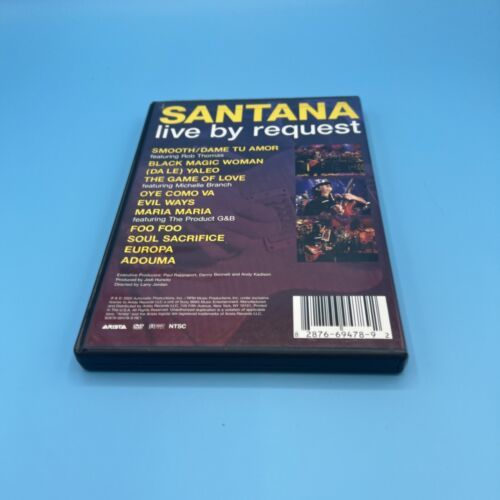 SANTANA
live by request
SMOOTH/DAME TU AMOR
featuring Rob Thomas
BLACK MAGIC WOMAN
(DA LE) YALEO
THE GAME OF LOVE
featuring Michelle Branch
OYE COMO VA
EVIL WAYS
MARIA MARIA
featuring The Product G&B
FOO FOO
SOUL SACRIFICE
EUROPA
ADOUMA
Executive Producers: Paul Rappaport, Danny Bennett and Andy Kadison
Produced by Jodi Hurwitz
Directed by Larry Jordan
ARISTA DVD NTSC
8 2876-69478-9 2